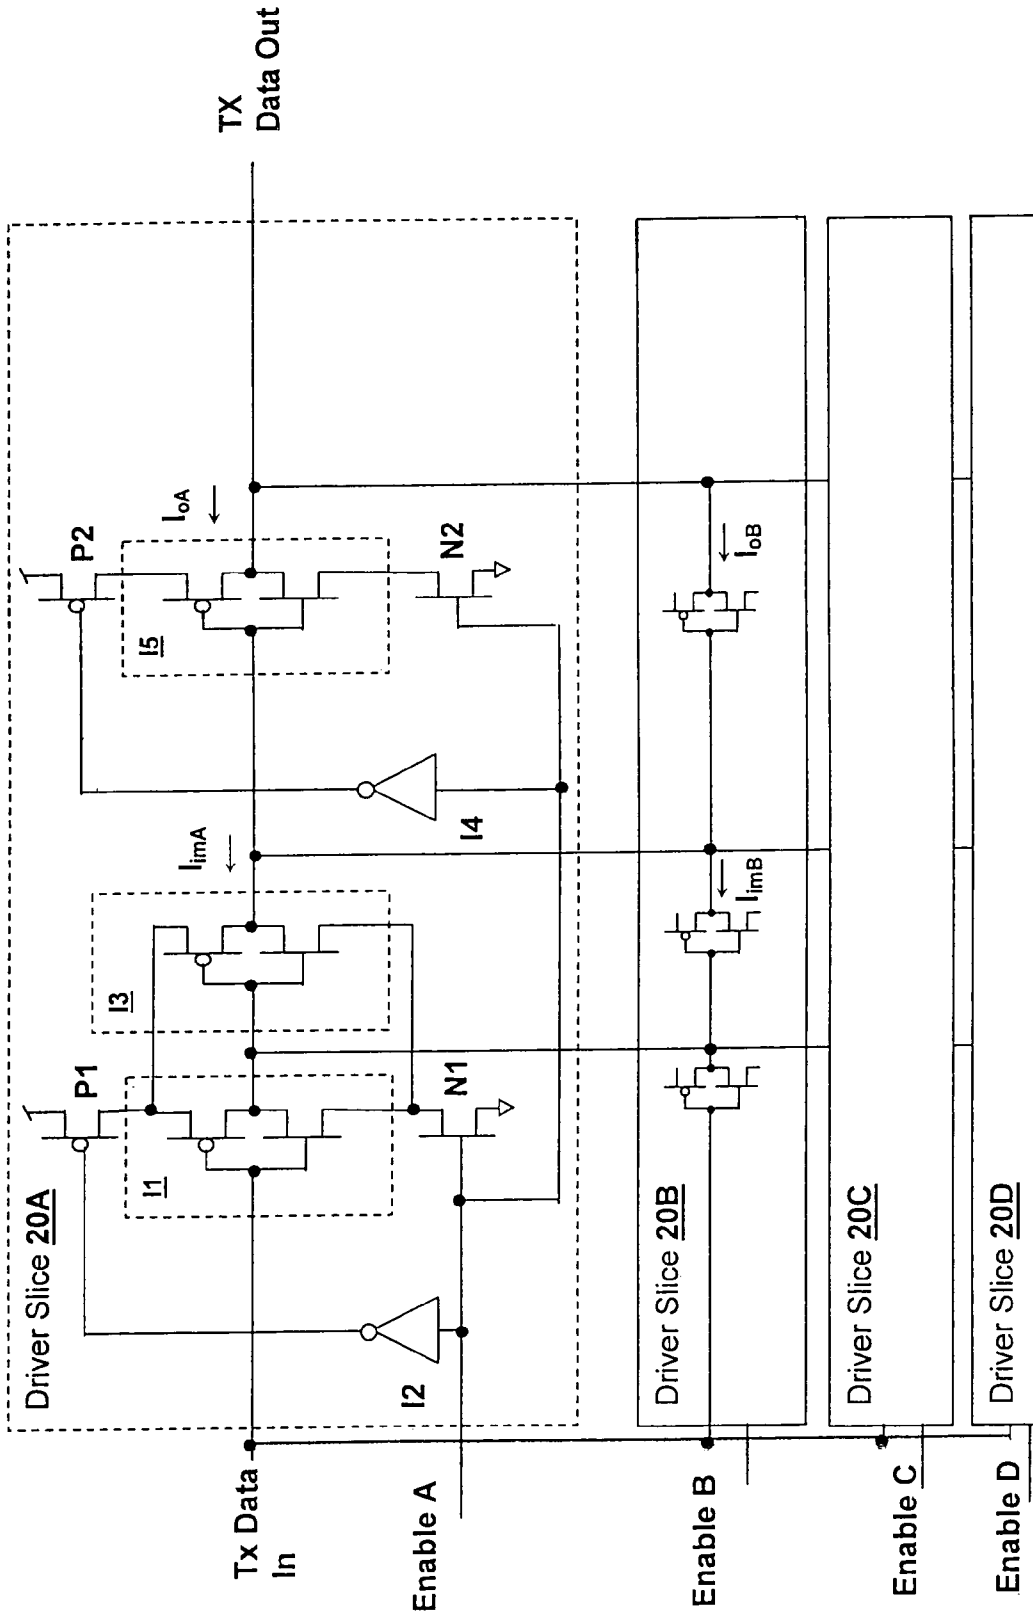 Driver Slice 20A
P1
P2
I1
I3
I5
IimA
IoA
TX
Data Out
Tx Data
In
N1
N2
I2
I4
Enable A
Driver Slice 20B
IimB
IoB
Enable B
Driver Slice 20C
Enable C
Driver Slice 20D
Enable D